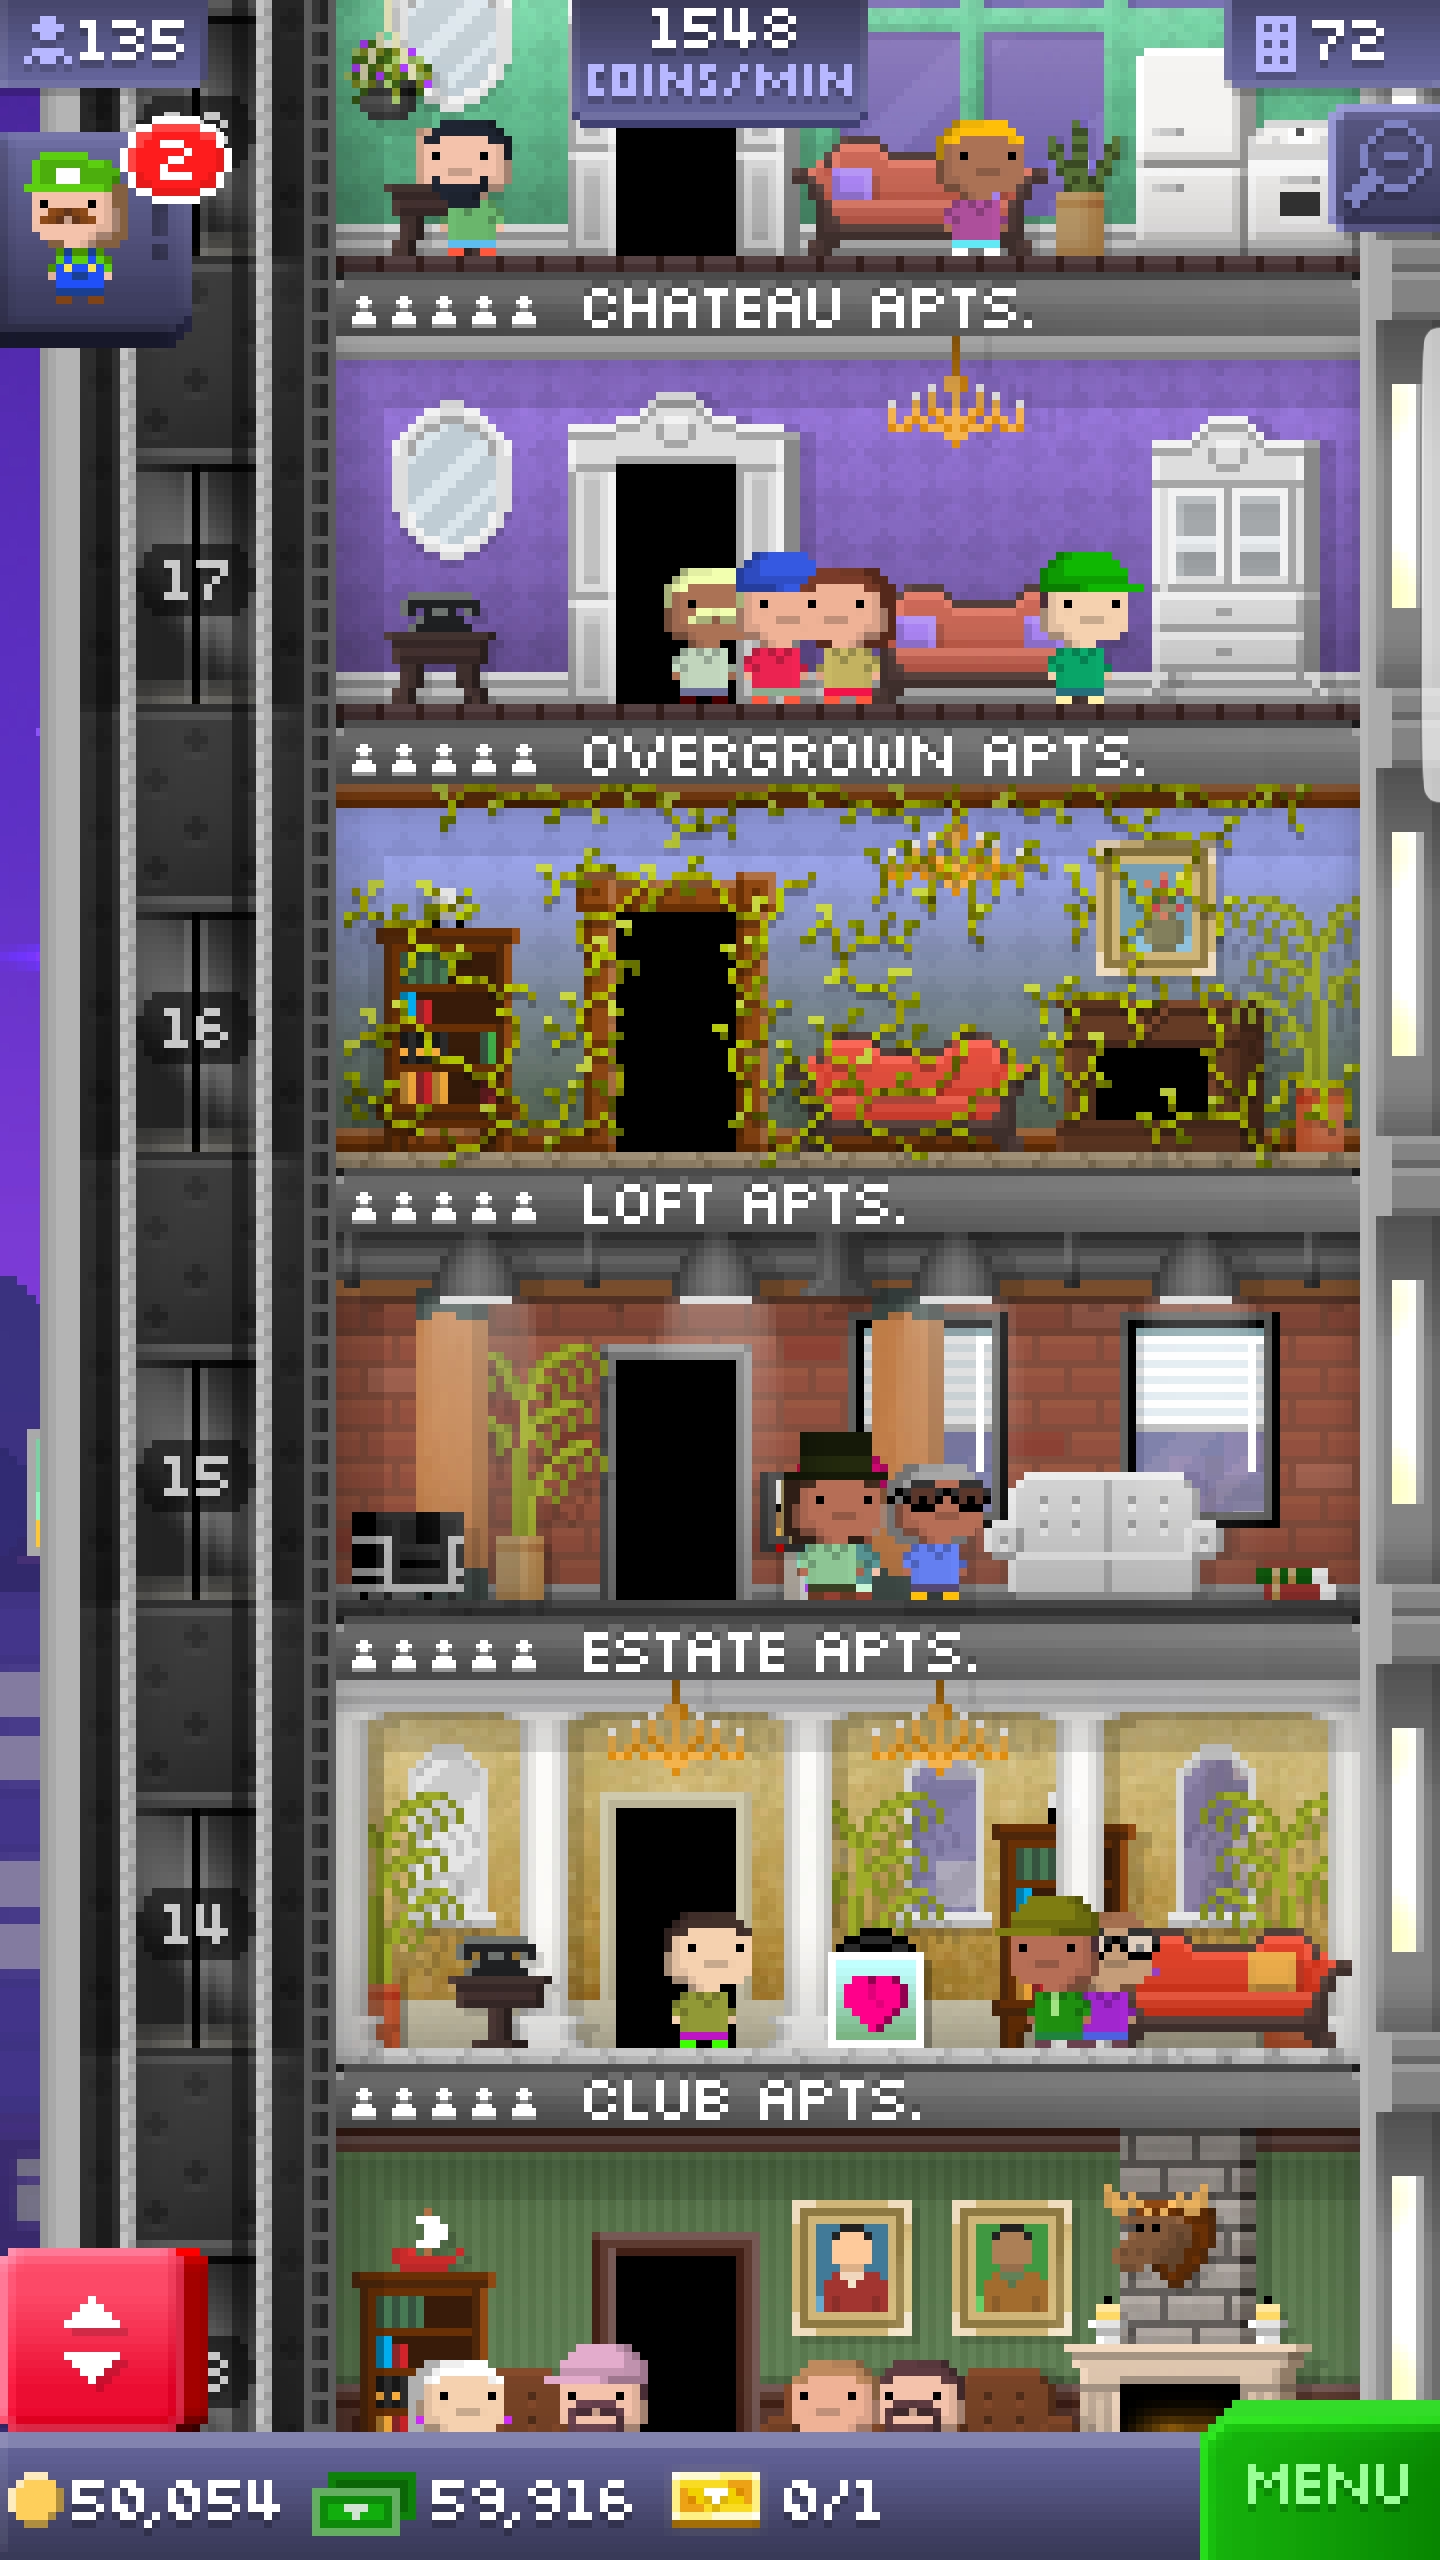 135
1548
COINS/MIN
72
2
CHATEAU APTS.
17
OVERGROWN APTS.
16
LOFT APTS.
15
ESTATE APTS.
14
CLUB APTS.
50,054
59,916
0/1
MENU